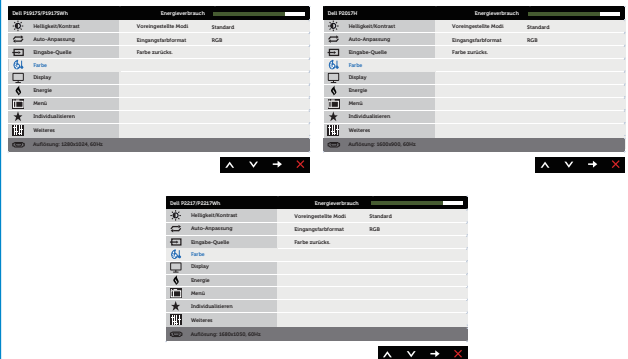 Dell P1917S/P1917SWh Energieverbrauch
Helligkeit/Kontrast Voreingestellte Modi Standard
Auto-Anpassung Eingangsfarbformat RGB
Eingabe-Quelle Farbe zurücks.
Farbe
Display
Energie
Menü
Individualisieren
Weiteres
Auflösung: 1280x1024, 60Hz
Dell P2017H Energieverbrauch
Helligkeit/Kontrast Voreingestellte Modi Standard
Auto-Anpassung Eingangsfarbformat RGB
Eingabe-Quelle Farbe zurücks.
Farbe
Display
Energie
Menü
Individualisieren
Weiteres
Auflösung: 1600x900, 60Hz
Dell P2217/P2217Wh Energieverbrauch
Helligkeit/Kontrast Voreingestellte Modi Standard
Auto-Anpassung Eingangsfarbformat RGB
Eingabe-Quelle Farbe zurücks.
Farbe
Display
Energie
Menü
Individualisieren
Weiteres
Auflösung: 1680x1050, 60Hz